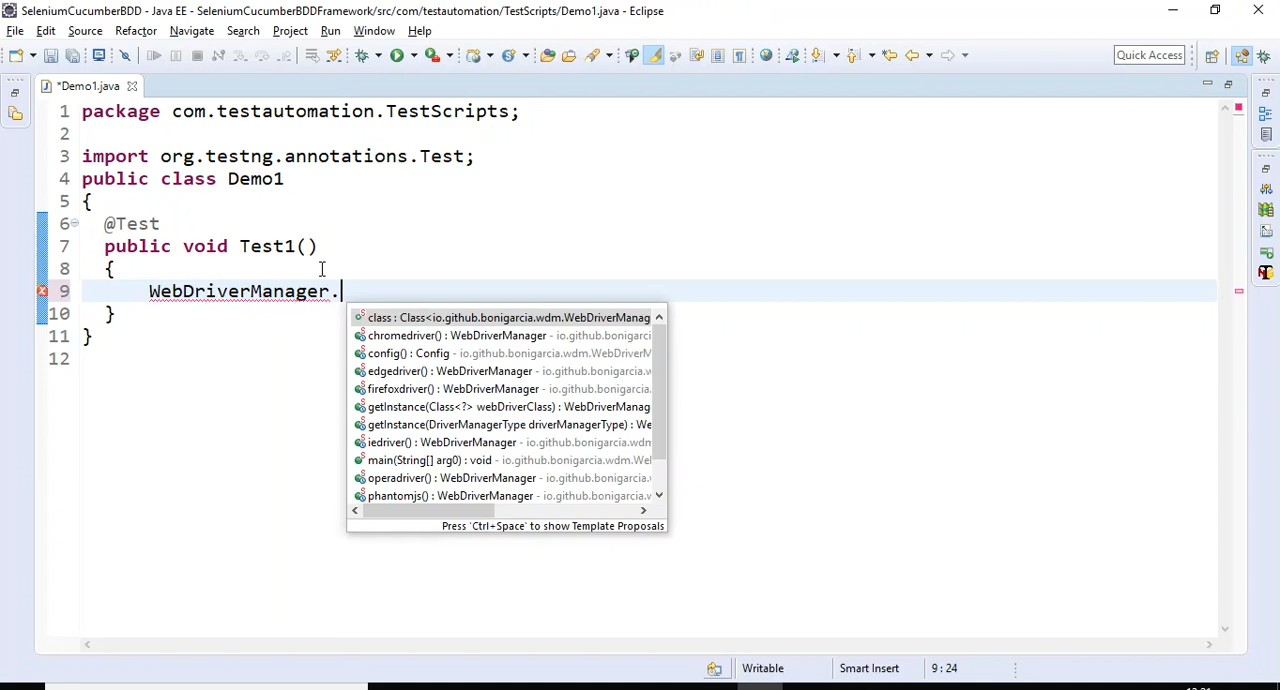 SeleniumCucumberBDD - Java EE - SeleniumCucumberBDDFramework/src/com/testautomation/TestScripts/Demo1.java - Eclipse
File Edit Source Refactor Navigate Search Project Run Window Help
Quick Access
*Demo1.java
1 package com.testautomation.TestScripts;
2
3 import org.testng.annotations.Test;
4 public class Demo1
5 {
6 @Test
7 public void Test1()
8 {
9 WebDriverManager.
10 }
11 }
12
class : Class<io.github.bonigarcia.wdm.WebDriverManag
chromedriver() : WebDriverManager - io.github.bonigarci
config() : Config - io.github.bonigarcia.wdm.WebDriverM
edgedriver() : WebDriverManager - io.github.bonigarcia.w
firefoxdriver() : WebDriverManager - io.github.bonigarcia.
getInstance(Class<?> webDriverClass) : WebDriverManag
getInstance(DriverManagerType driverManagerType) : We
iedriver() : WebDriverManager - io.github.bonigarcia.wdm
main(String[] arg0) : void - io.github.bonigarcia.wdm.Wel
operadriver() : WebDriverManager - io.github.bonigarcia.
phantomjs() : WebDriverManager - io.github.bonigarcia.w
Press 'Ctrl+Space' to show Template Proposals
Writable Smart Insert 9 : 24